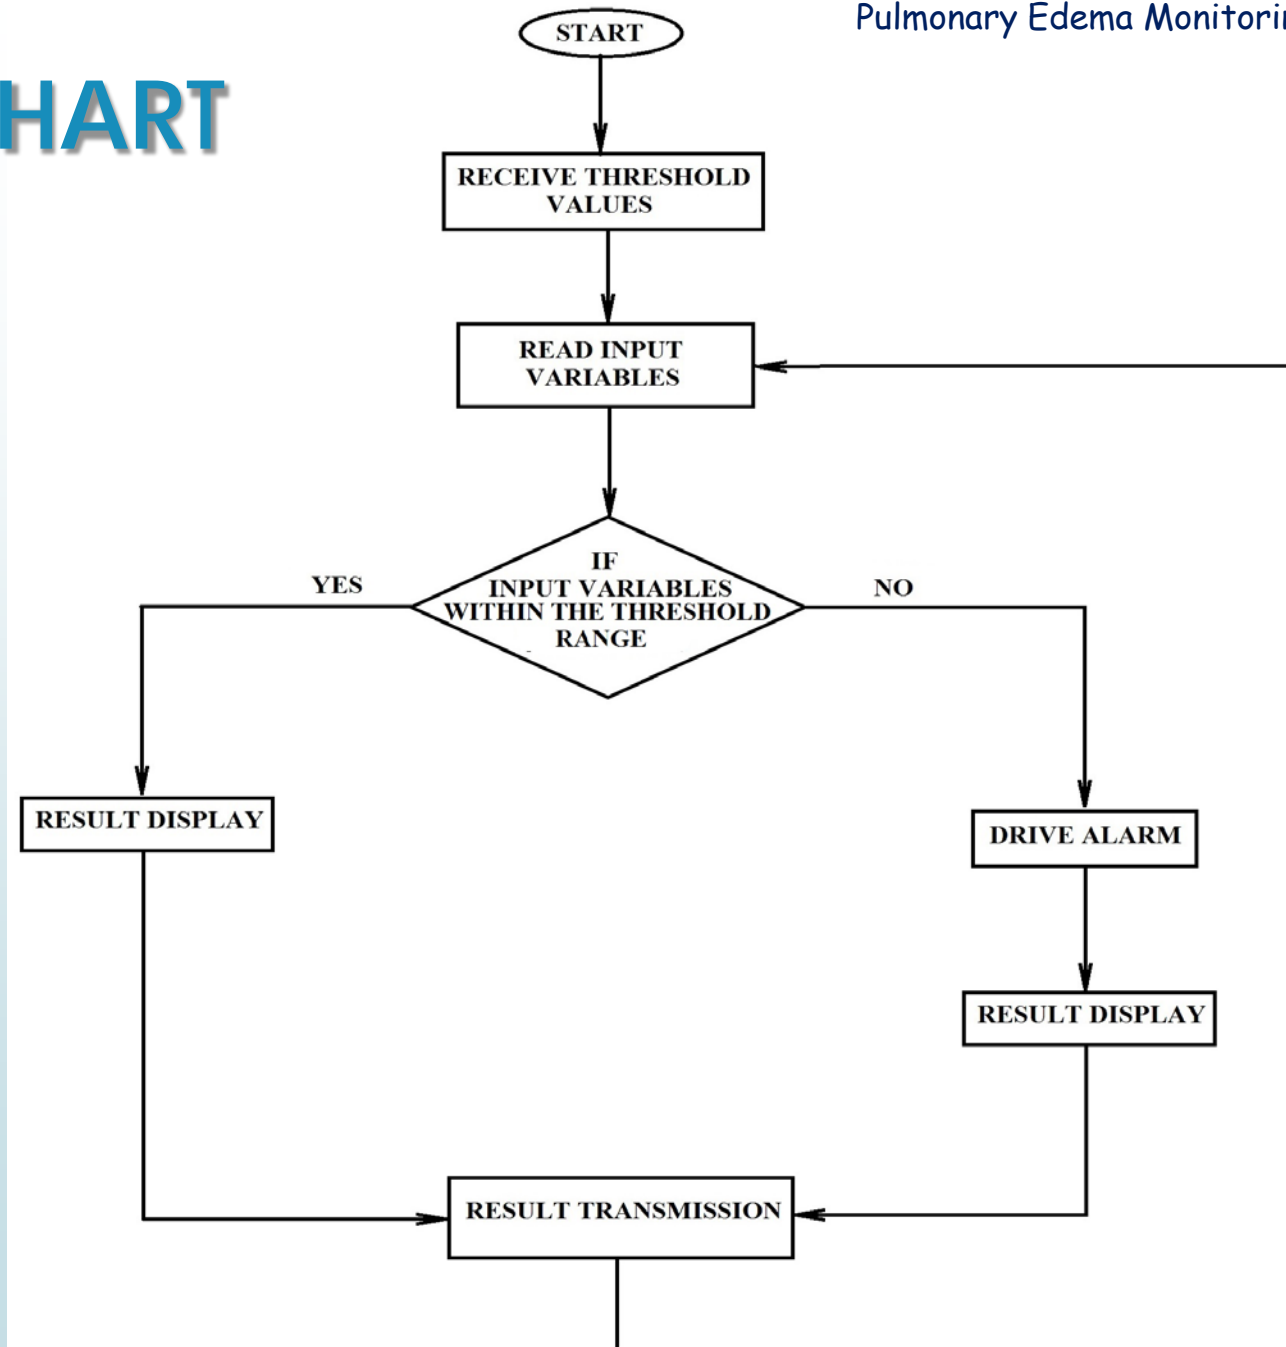 START
Pulmonary Edema Monitorin
HART
RECEIVE THRESHOLD
VALUES
READ INPUT
VARIABLES
IF
INPUT VARIABLES
WITHIN THE THRESHOLD
RANGE
YES
NO
RESULT DISPLAY
DRIVE ALARM
RESULT DISPLAY
RESULT TRANSMISSION